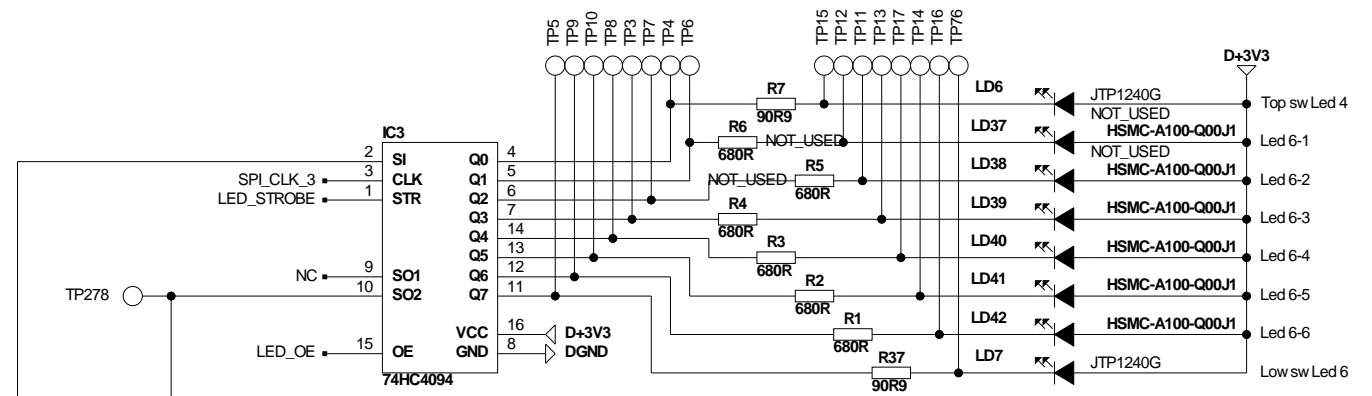 TP5 TP9 TP10 TP8 TP3 TP7 TP4 TP6 TP15 TP12 TP11 TP13 TP17 TP14 TP16 TP76
D+3V3
R7 LD6 JTP1240G Top sw Led 4
90R9 NOT_USED
IC3 R6 NOT_USED LD37 HSMC-A100-Q00J1 Led 6-1
2 SI Q0 4 680R NOT_USED
SPI_CLK_3 3 CLK Q1 5 NOT_USED R5 LD38 HSMC-A100-Q00J1 Led 6-2
LED_STROBE 1 STR Q2 6 680R
Q3 7 R4 LD39 HSMC-A100-Q00J1 Led 6-3
680R
Q4 14 R3 LD40 HSMC-A100-Q00J1 Led 6-4
Q5 13 680R
NC 9 SO1 Q6 12 R2 LD41 HSMC-A100-Q00J1 Led 6-5
TP278 10 SO2 Q7 11 680R
VCC 16 D+3V3 R1 LD42 HSMC-A100-Q00J1 Led 6-6
LED_OE 15 OE GND 8 DGND 680R
R37 LD7 JTP1240G Low sw Led 6
74HC4094 90R9